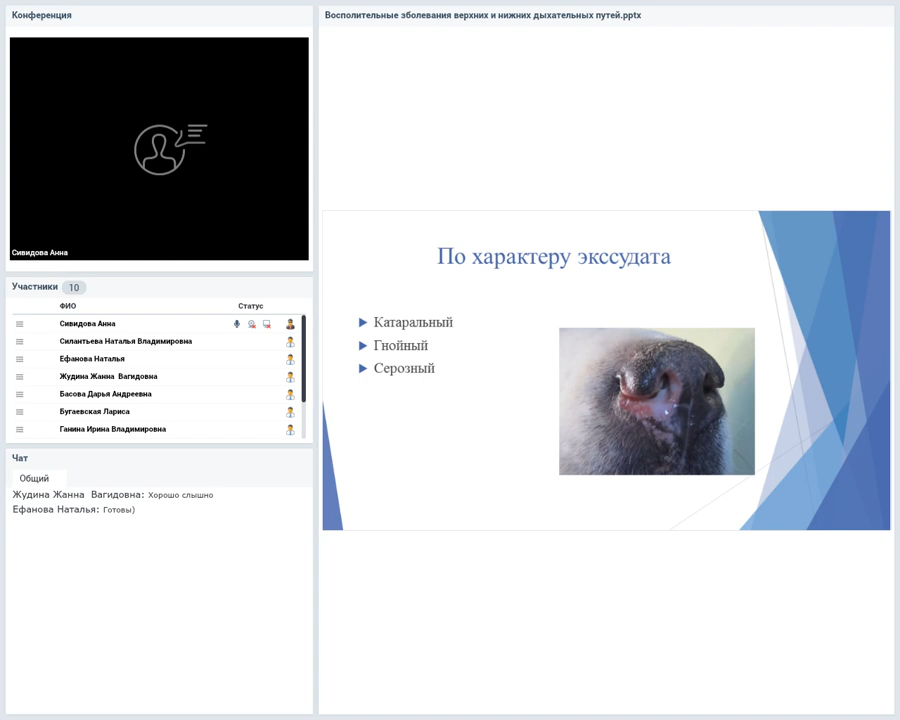 Конференция
Сивидова Анна
Участники 10
ФИО Статус
Сивидова Анна
Силантьева Наталья Владимировна
Ефанова Наталья
Жудина Жанна Вагидовна
Басова Дарья Андреевна
Бугаевская Лариса
Ганина Ирина Владимировна
Чат
Общий
Жудина Жанна Вагидовна: Хорошо слышно
Ефанова Наталья: Готовы)
Восполительные зболевания верхних и нижних дыхательных путей.pptx
По характеру экссудата
Катаральный
Гнойный
Серозный